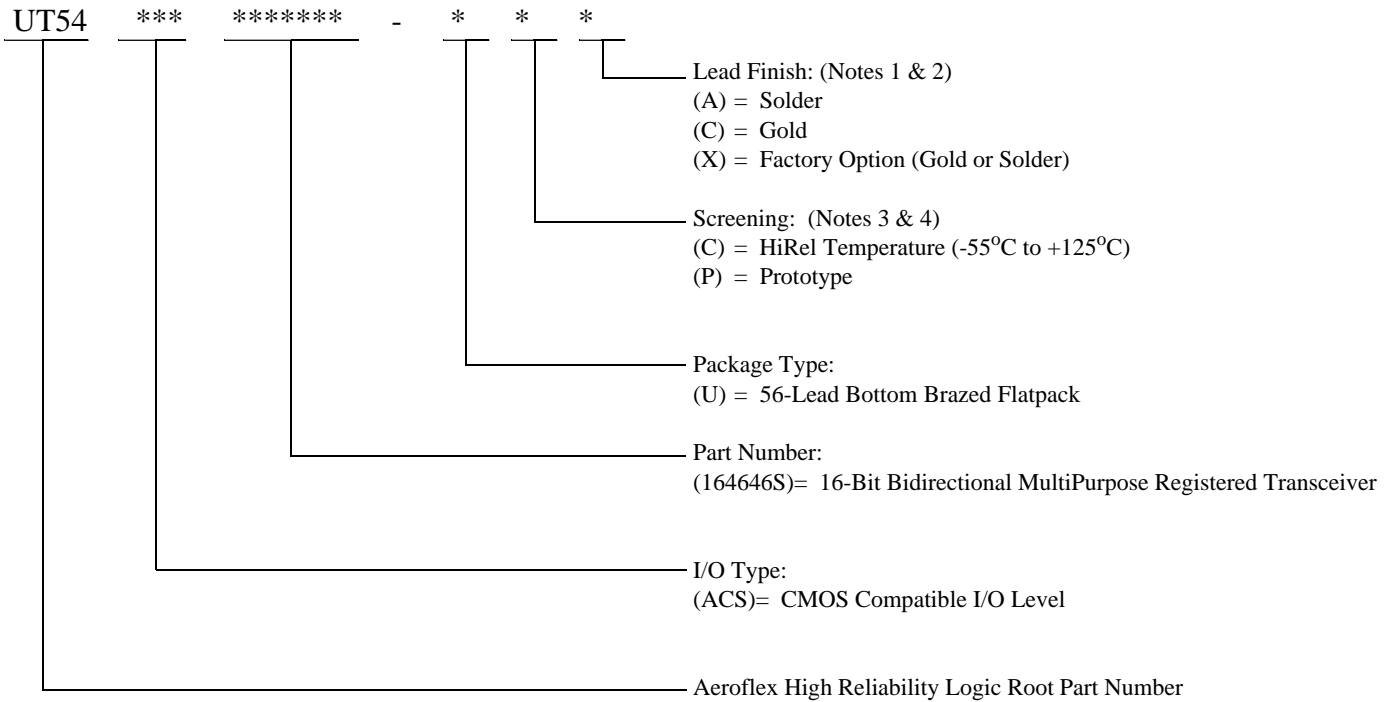 UT54 *** ******* - * * *
Lead Finish: (Notes 1 & 2)
(A) = Solder
(C) = Gold
(X) = Factory Option (Gold or Solder)
Screening: (Notes 3 & 4)
(C) = HiRel Temperature (-55oC to +125oC)
(P) = Prototype
Package Type:
(U) = 56-Lead Bottom Brazed Flatpack
Part Number:
(164646S)= 16-Bit Bidirectional MultiPurpose Registered Transceiver
I/O Type:
(ACS)= CMOS Compatible I/O Level
Aeroflex High Reliability Logic Root Part Number